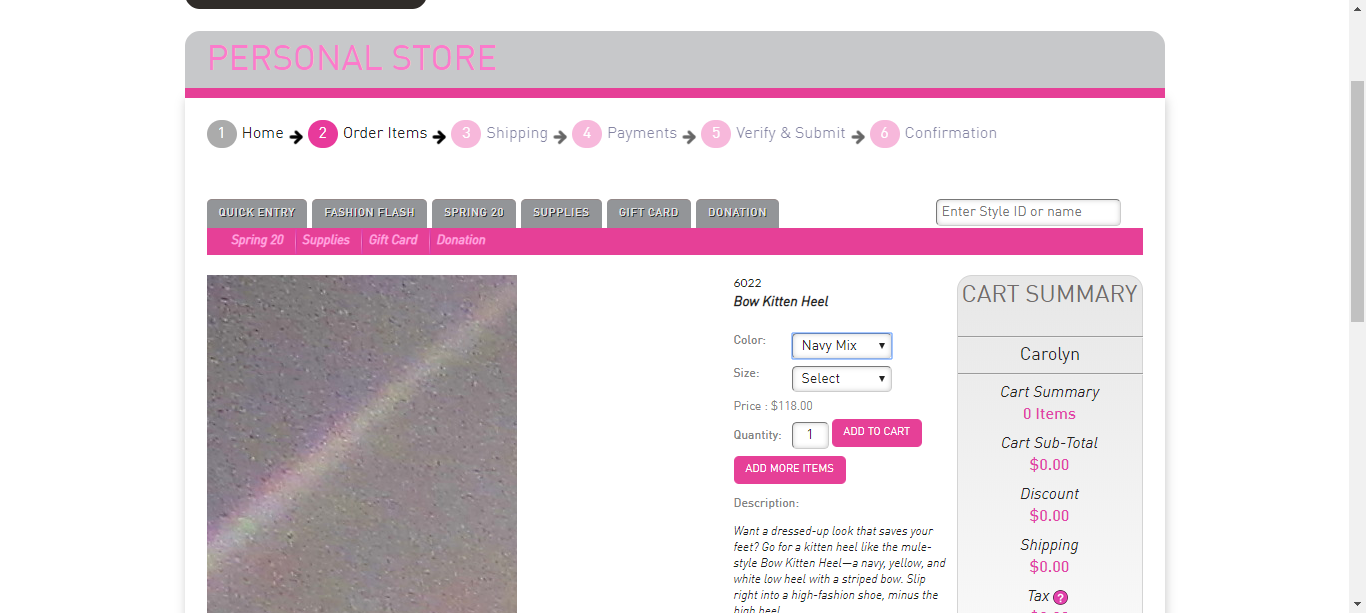 PERSONAL STORE
1 Home 2 Order Items 3 Shipping 4 Payments 5 Verify & Submit 6 Confirmation
QUICK ENTRY FASHION FLASH SPRING 20 SUPPLIES GIFT CARD DONATION
Enter Style ID or name
Spring 20 Supplies Gift Card Donation
6022
Bow Kitten Heel
Color: Navy Mix
Size: Select
Price : $118.00
Quantity: 1 ADD TO CART
ADD MORE ITEMS
Description:
Want a dressed-up look that saves your
feet? Go for a kitten heel like the mule-
style Bow Kitten Heel—a navy, yellow, and
white low heel with a striped bow. Slip
right into a high-fashion shoe, minus the
high heel.
CART SUMMARY
Carolyn
Cart Summary
0 Items
Cart Sub-Total
$0.00
Discount
$0.00
Shipping
$0.00
Tax ?